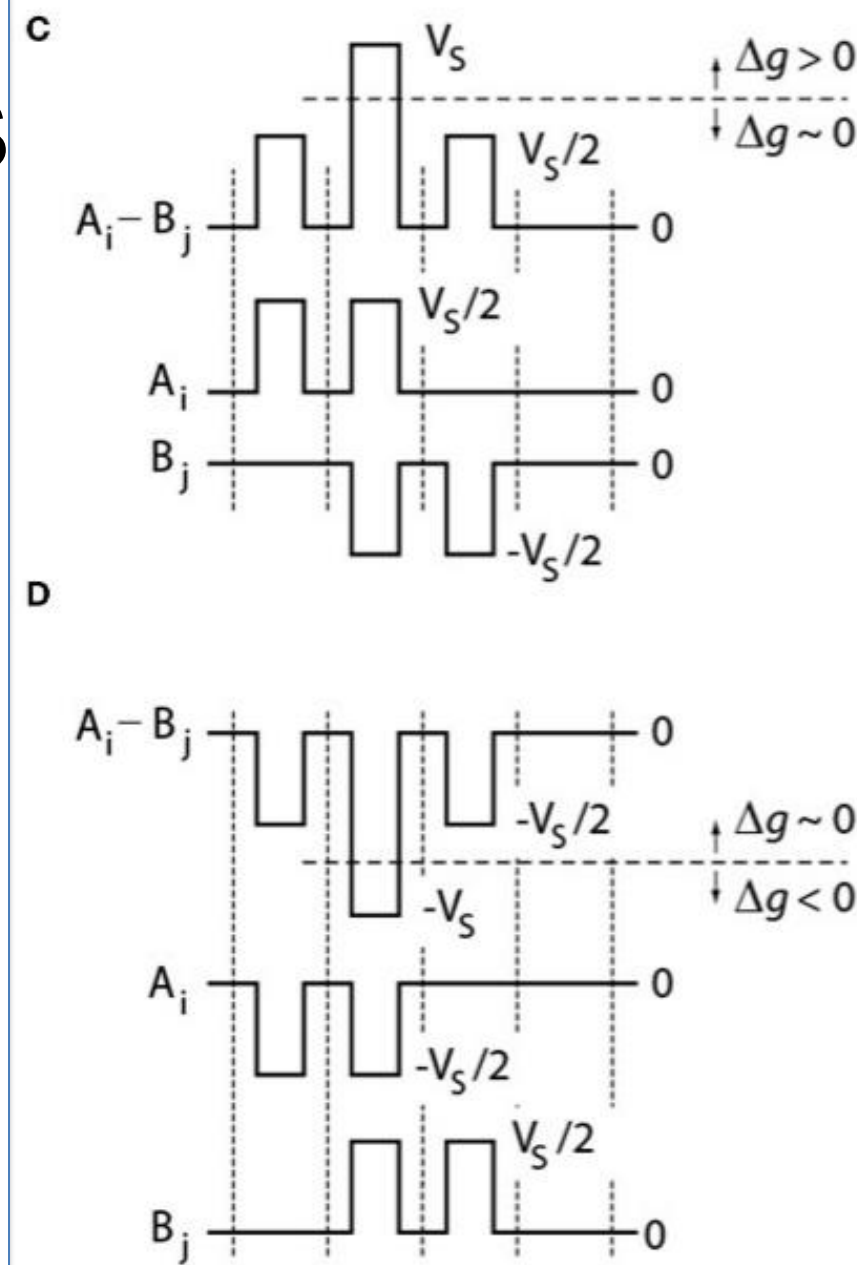 C
V_S
Δg > 0
Δg ~ 0
V_S/2
A_i − B_j 0
V_S/2
A_i 0
B_j 0
-V_S/2
D
A_i − B_j 0
-V_S/2
Δg ~ 0
-V_S
Δg < 0
A_i 0
-V_S/2
V_S/2
B_j 0